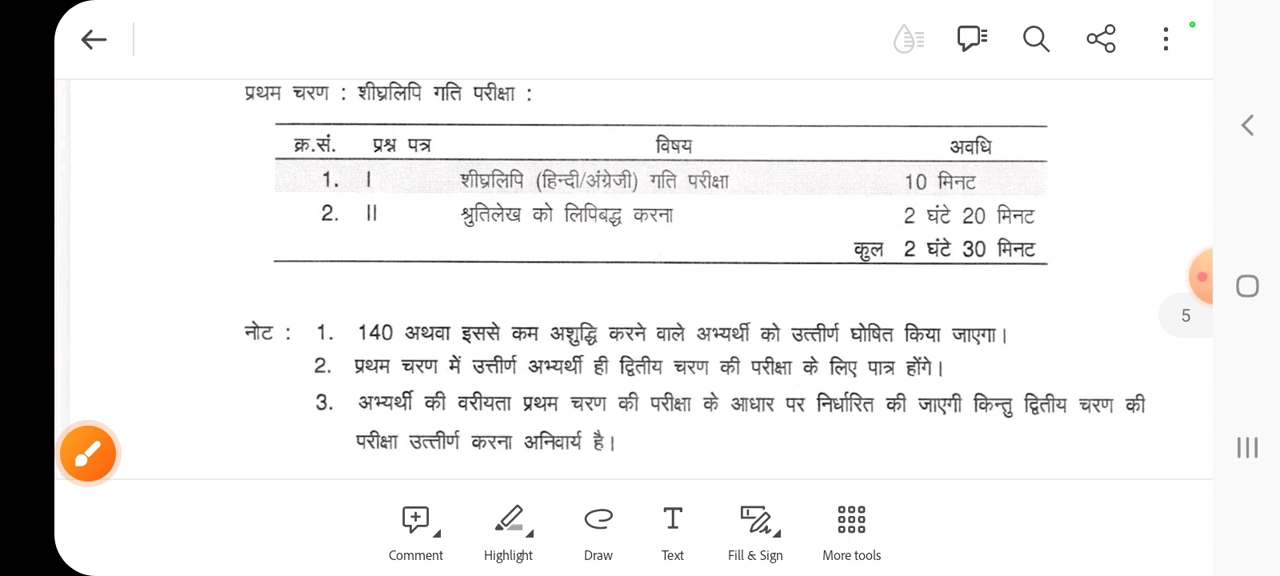 प्रथम चरण : शीघ्रलिपि गति परीक्षा :
क्र.सं. प्रश्न पत्र विषय अवधि
1. I शीघ्रलिपि (हिन्दी/अंग्रेजी) गति परीक्षा 10 मिनट
2. II श्रुतिलेख को लिपिबद्ध करना 2 घंटे 20 मिनट
कुल 2 घंटे 30 मिनट
नोट : 1. 140 अथवा इससे कम अशुद्धि करने वाले अभ्यर्थी को उत्तीर्ण घोषित किया जाएगा।
5
2. प्रथम चरण में उत्तीर्ण अभ्यर्थी ही द्वितीय चरण की परीक्षा के लिए पात्र होंगे।
3. अभ्यर्थी की वरीयता प्रथम चरण की परीक्षा के आधार पर निर्धारित की जाएगी किन्तु द्वितीय चरण की
परीक्षा उत्तीर्ण करना अनिवार्य है।
Comment Highlight Draw Text Fill & Sign More tools